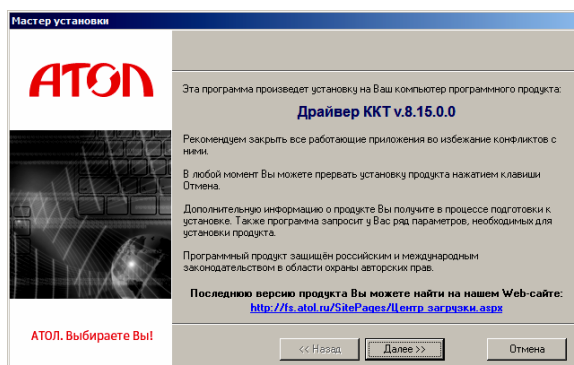 Мастер установки
АТОЛ
Эта программа произведет установку на Ваш компьютер программного продукта:
Драйвер ККТ v.8.15.0.0
Рекомендуем закрыть все работающие приложения во избежание конфликтов с
ними.
В любой момент Вы можете прервать установку продукта нажатием клавиши
Отмена.
Дополнительную информацию о продукте Вы получите в процессе подготовки к
установке. Также программа запросит у Вас ряд параметров, необходимых для
установки продукта.
Программный продукт защищён российским и международным
законодательством в области охраны авторских прав.
Последнюю версию продукта Вы можете найти на нашем Web-сайте:
http://fs.atol.ru/SitePages/Центр загрузки.aspx
АТОЛ. Выбираете Вы!
<< Назад
Далее >>
Отмена